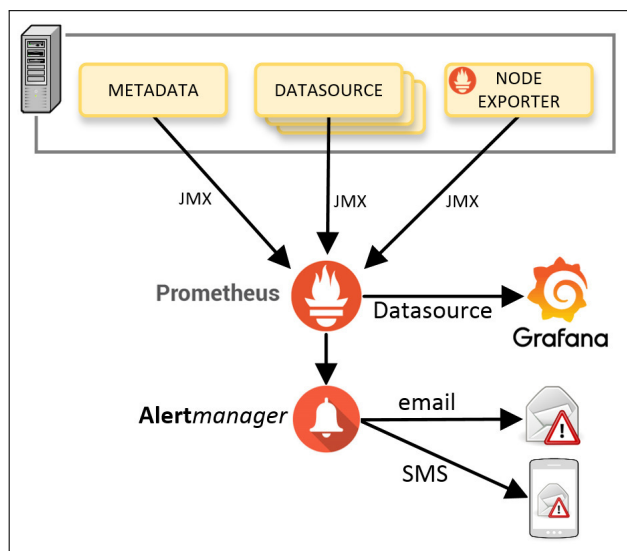 METADATA
DATASOURCE
NODE
EXPORTER
JMX
JMX
JMX
Prometheus
Datasource
Grafana
Alertmanager
email
SMS